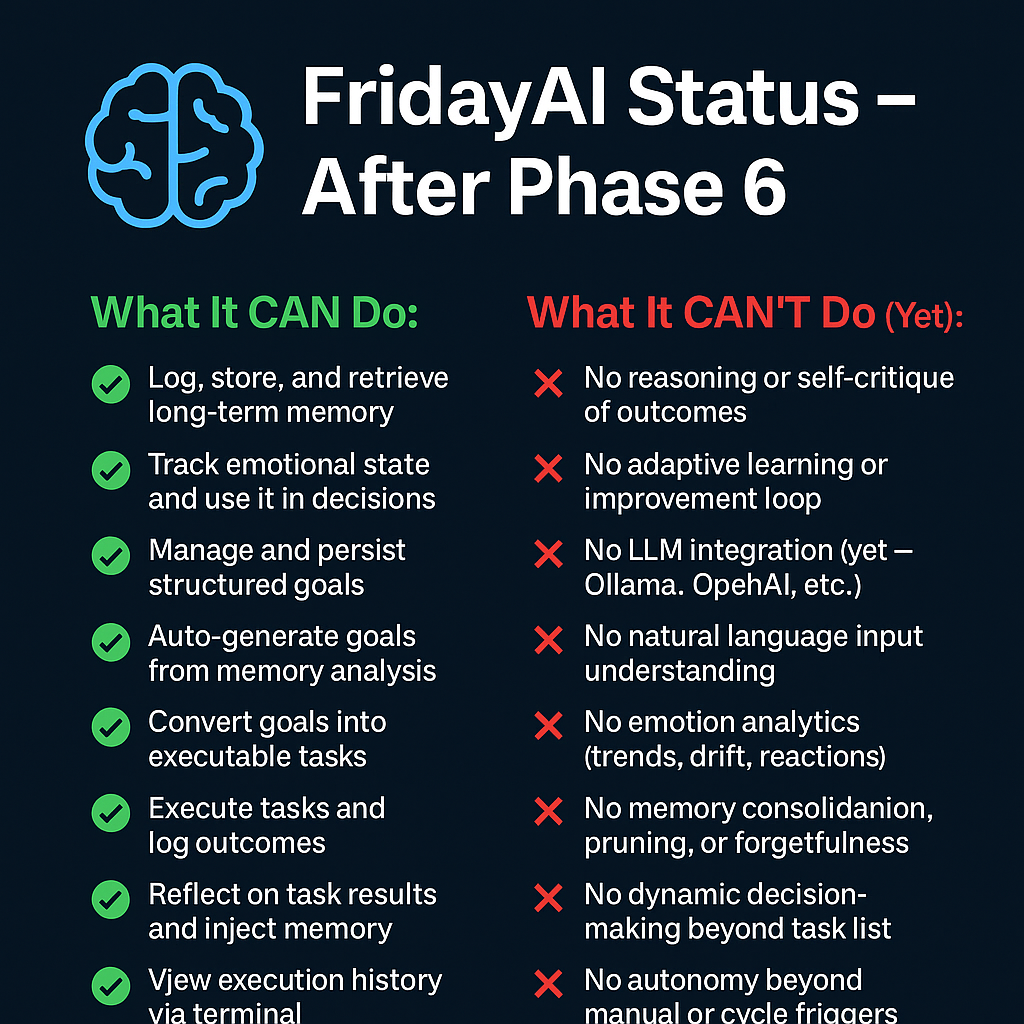 FridayAI Status –
After Phase 6
What It CAN Do:
Log, store, and retrieve
long-term memory
Track emotional state
and use it in decisions
Manage and persist
structured goals
Auto-generate goals
from memory analysis
Convert goals into
executable tasks
Execute tasks and
log outcomes
Reflect on task results
and inject memory
Vjew execution history
via terminal
What It CAN'T Do (Yet):
No reasoning or self-critique
of outcomes
No adaptive learning or
improvement loop
No LLM integration (yet –
Ollama. OpehAI, etc.)
No natural language input
understanding
No emotion analytics
(trends, drift, reactions)
No memory consolidanion,
pruning, or forgetfulness
No dynamic decision-
making beyond task list
No autonomy beyond
manual or cycle friggers